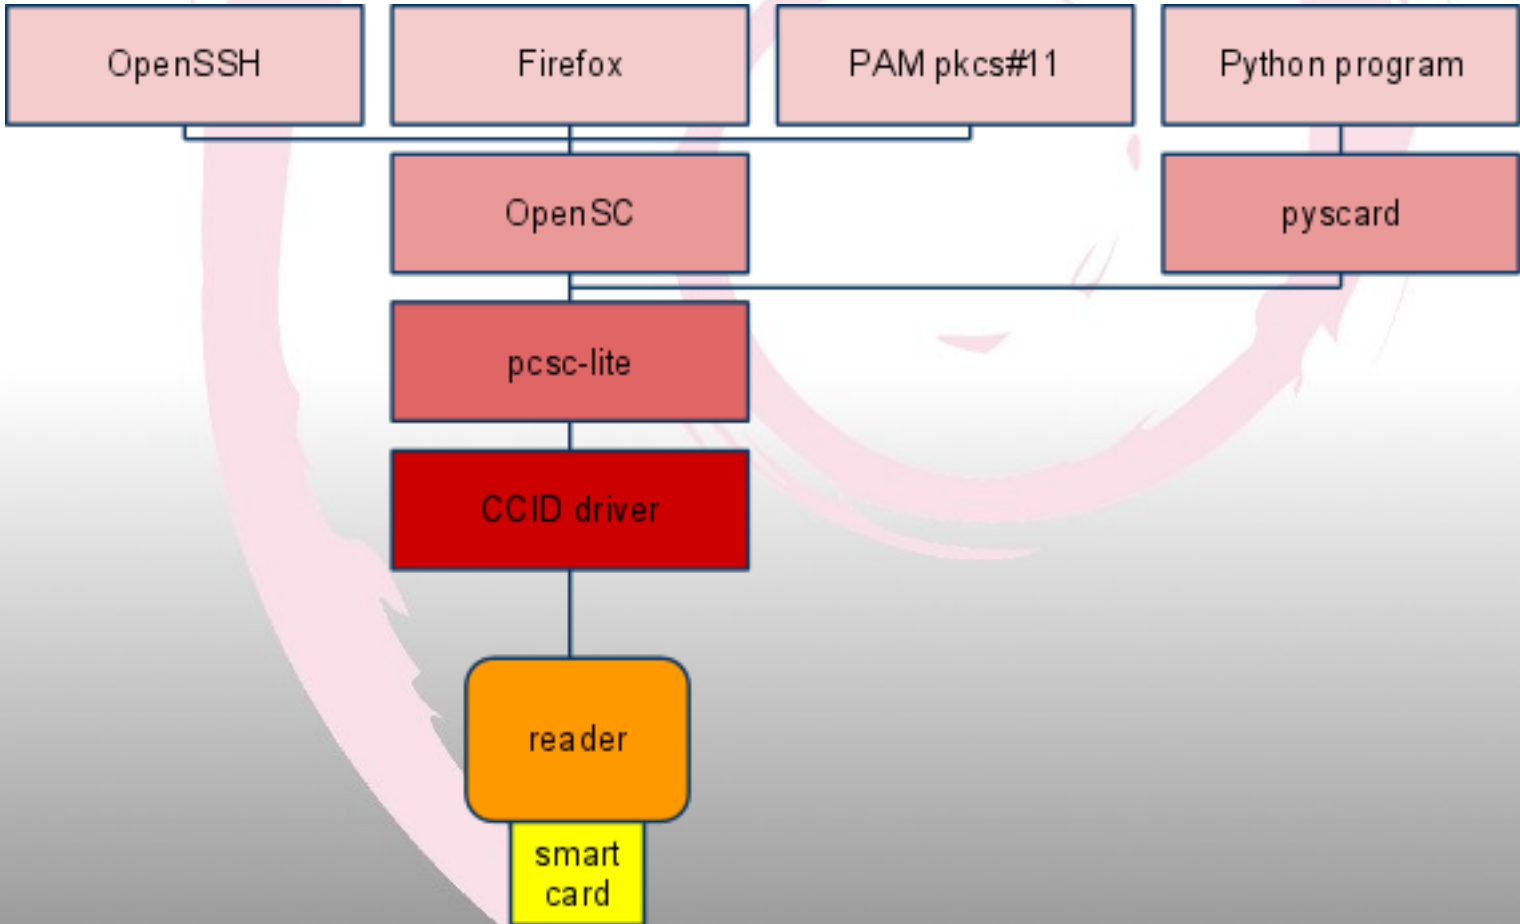 OpenSSH
Firefox
PAM pkcs#11
Python program
OpenSC
pyscard
pcsc-lite
CCID driver
reader
smart
card